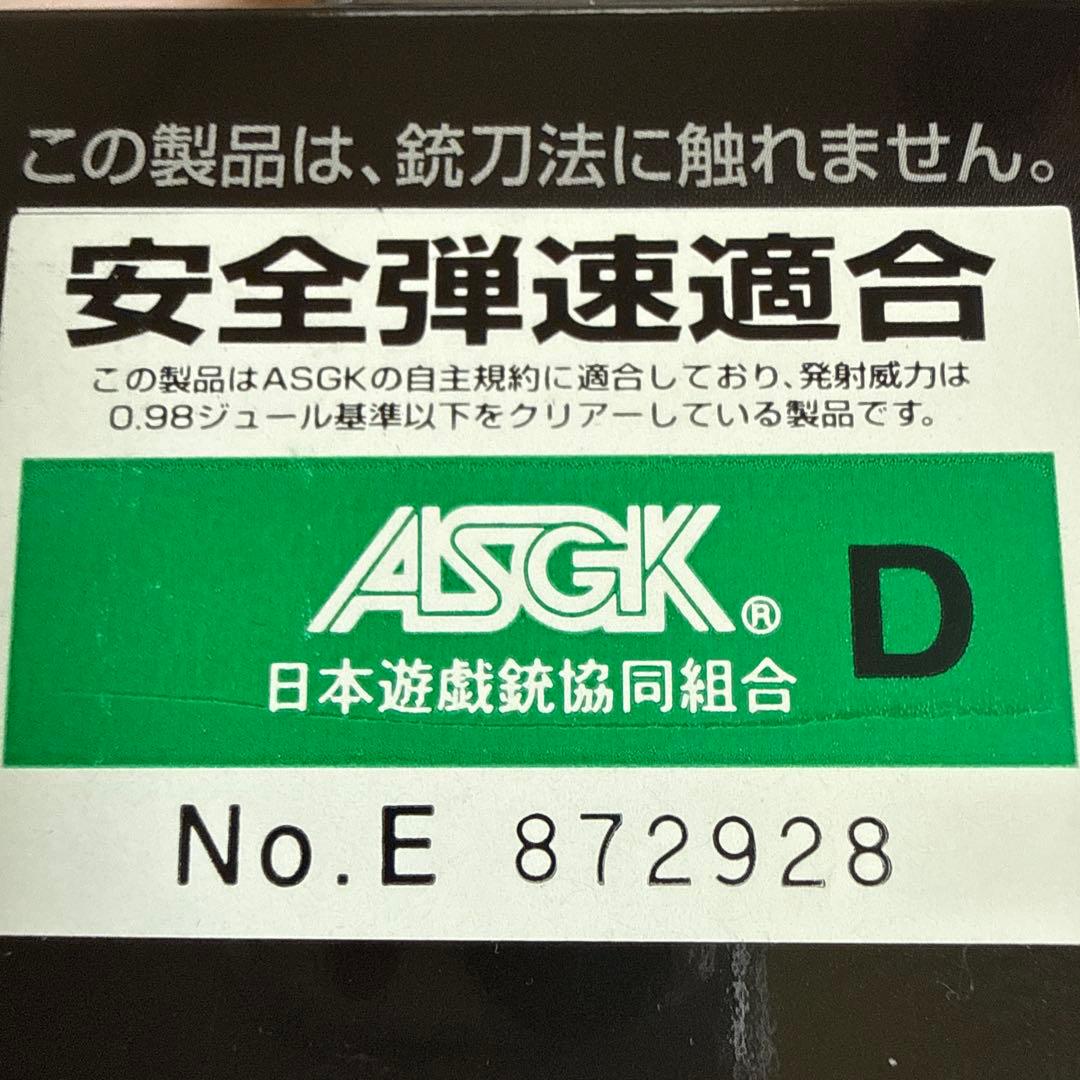 この製品は、銃刀法に触れません。
安全弾速適合
この製品はASGKの自主規約に適合しており、発射威力は
0.98ジュール基準以下をクリアーしている製品です。
ASGK®
D
日本遊戯銃協同組合
No.E 872928